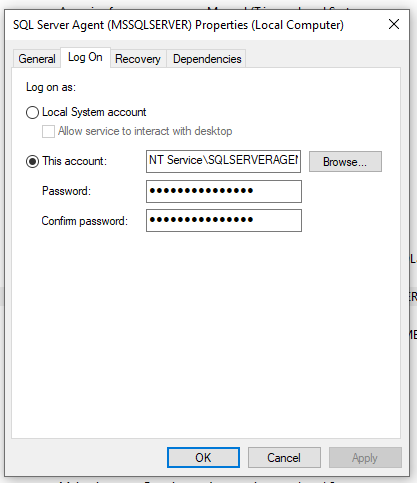 SQL Server Agent (MSSQLSERVER) Properties (Local Computer)
General Log On Recovery Dependencies
Log on as:
Local System account
Allow service to interact with desktop
This account: NT Service\SQLSERVERAGEN Browse...
Password: ●●●●●●●●●●●●●●●
Confirm password: ●●●●●●●●●●●●●●●
OK Cancel Apply